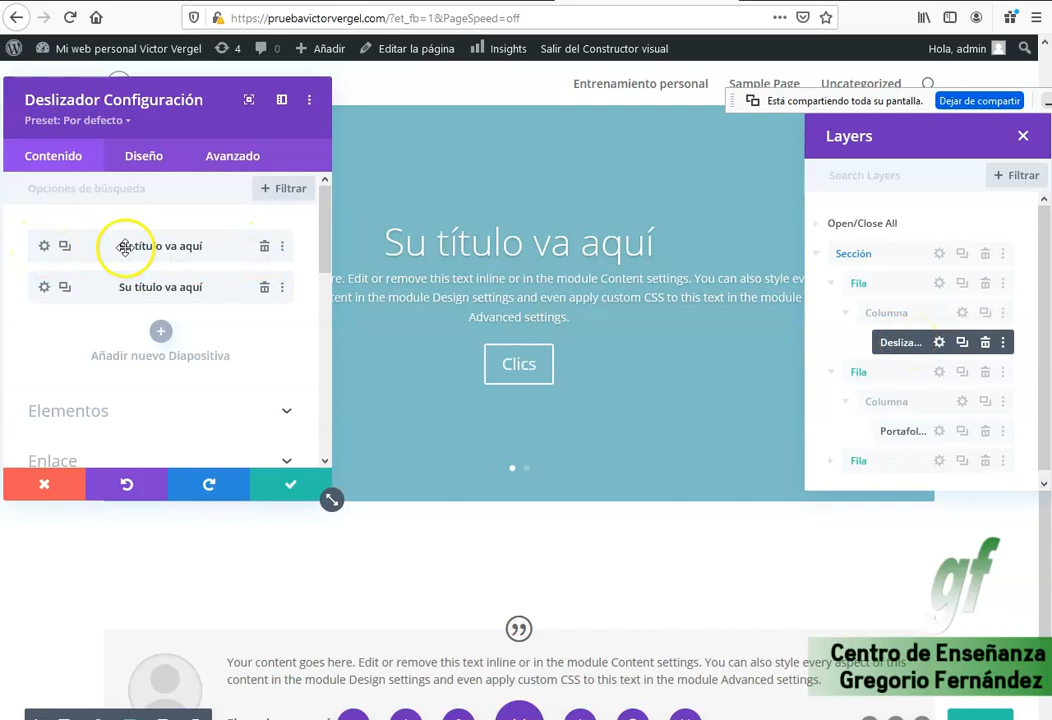 https://pruebavictorvergel.com/?et_fb=1&PageSpeed=off
Mi web personal Victor Vergel
4
0
Añadir
Editar la página
Insights
Salir del Constructor visual
Hola, admin
Entrenamiento personal
Sample Page
Uncategorized
Está compartiendo toda su pantalla.
Dejar de compartir
Deslizador Configuración
Preset: Por defecto
Contenido
Diseño
Avanzado
Opciones de búsqueda
+ Filtrar
título va aquí
Su título va aquí
Añadir nuevo Diapositiva
Elementos
Enlace
Su título va aquí
re. Edit or remove this text inline or in the module Content settings. You can also style eve
ent in the module Design settings and even apply custom CSS to this text in the module
Advanced settings.
Clics
Layers
Search Layers
+ Filtrar
Open/Close All
Sección
Fila
Columna
Desliza...
Fila
Columna
Portafol...
Fila
Your content goes here. Edit or remove this text inline or in the module Content settings. You can also style every aspect of this
content in the module Design settings and even apply custom CSS to this text in the module Advanced settings.
gf
Centro de Enseñanza
Gregorio Fernández